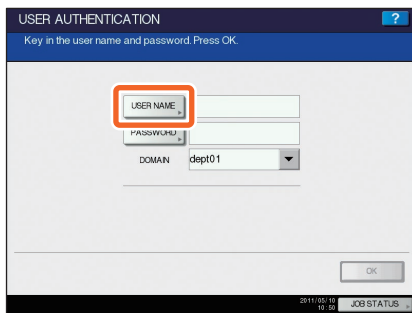 USER AUTHENTICATION ?
Key in the user name and password. Press OK.
USER NAME
PASSWORD
DOMAIN dept01
OK
2011/05/10
10:50 JOB STATUS